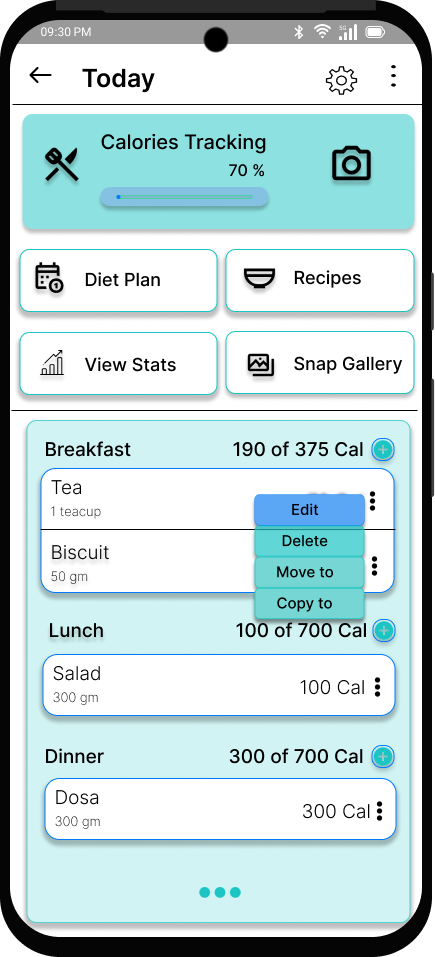 09:30 PM
5G
Today
Calories Tracking
70 %
1
Diet Plan
Recipes
View Stats
Snap Gallery
Breakfast 190 of 375 Cal
Tea
1 teacup
Edit
Delete
Biscuit
50 gm
Move to
Copy to
Lunch 100 of 700 Cal
Salad
300 gm
100 Cal
Dinner 300 of 700 Cal
Dosa
300 gm
300 Cal